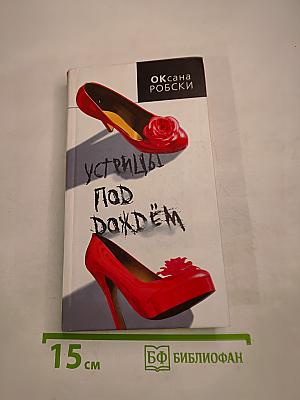 ОКсана
РОБСКИ
УСТРИЦЫ
ПОД
ДОЖДЁМ
15 см
БФ БИБЛИОФАН